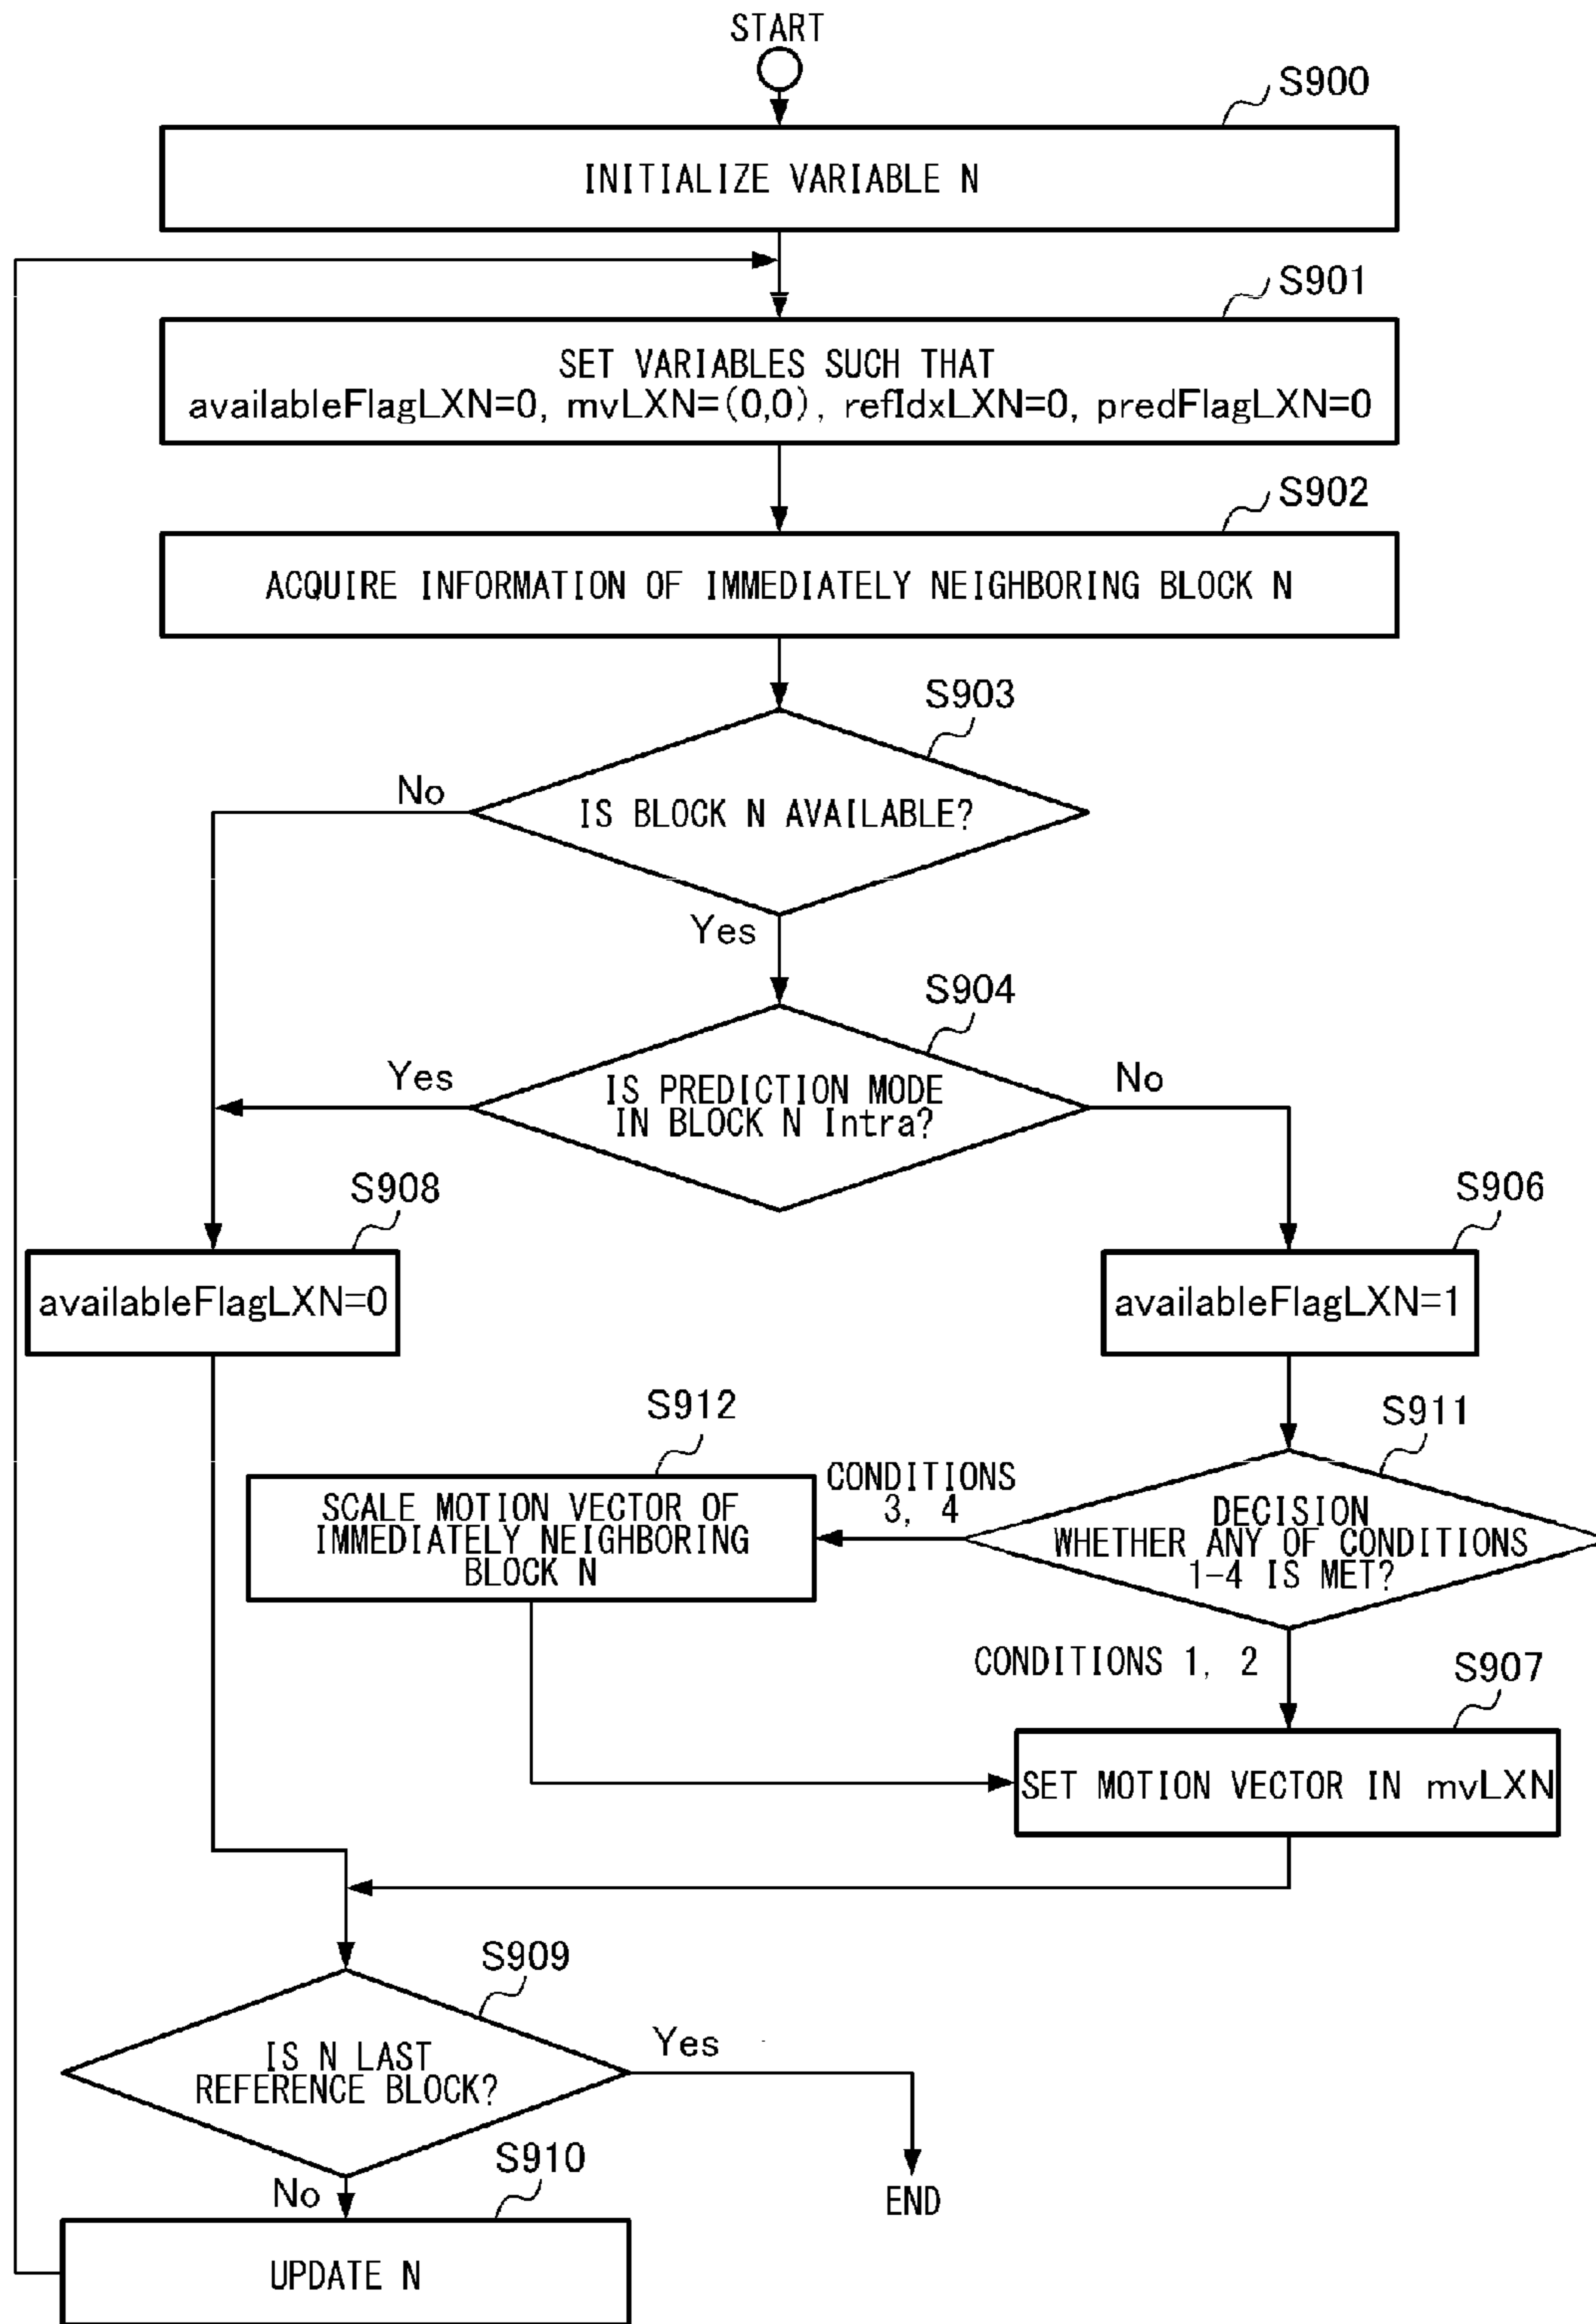 START
S900
INITIALIZE VARIABLE N
S901
SET VARIABLES SUCH THAT
availableFlagLXN=0, mvLXN=(0,0), refIdxLXN=0, predFlagLXN=0
S902
ACQUIRE INFORMATION OF IMMEDIATELY NEIGHBORING BLOCK N
S903
No
IS BLOCK N AVAILABLE?
Yes
S904
Yes
IS PREDICTION MODE
IN BLOCK N Intra?
No
S908
availableFlagLXN=0
S906
availableFlagLXN=1
S912
SCALE MOTION VECTOR OF
IMMEDIATELY NEIGHBORING
BLOCK N
CONDITIONS
3, 4
S911
DECISION
WHETHER ANY OF CONDITIONS
1-4 IS MET?
CONDITIONS 1, 2
S907
SET MOTION VECTOR IN mvLXN
S909
IS N LAST
REFERENCE BLOCK?
Yes
END
No
S910
UPDATE N